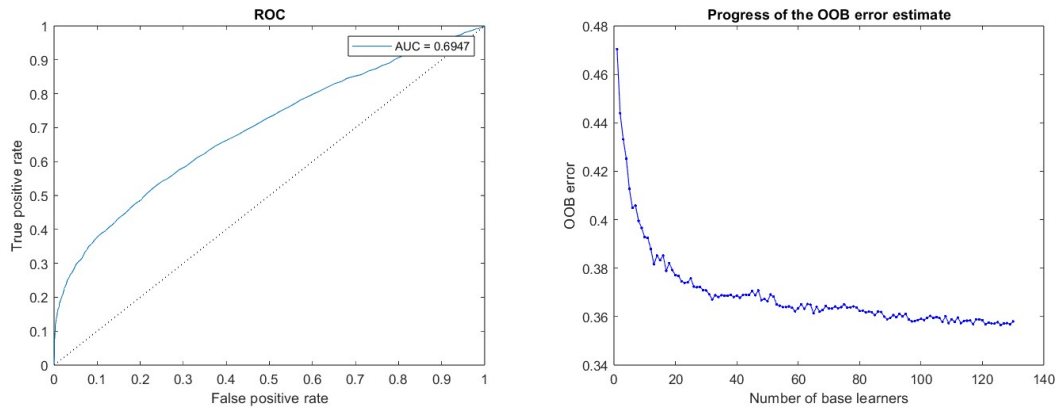 ROC
AUC = 0.6947
1
0.9
0.8
0.7
0.6
0.5
0.4
0.3
0.2
0.1
0
True positive rate
0 0.1 0.2 0.3 0.4 0.5 0.6 0.7 0.8 0.9 1
False positive rate
Progress of the OOB error estimate
0.48
0.46
0.44
0.42
0.4
0.38
0.36
0.34
OOB error
0 20 40 60 80 100 120 140
Number of base learners